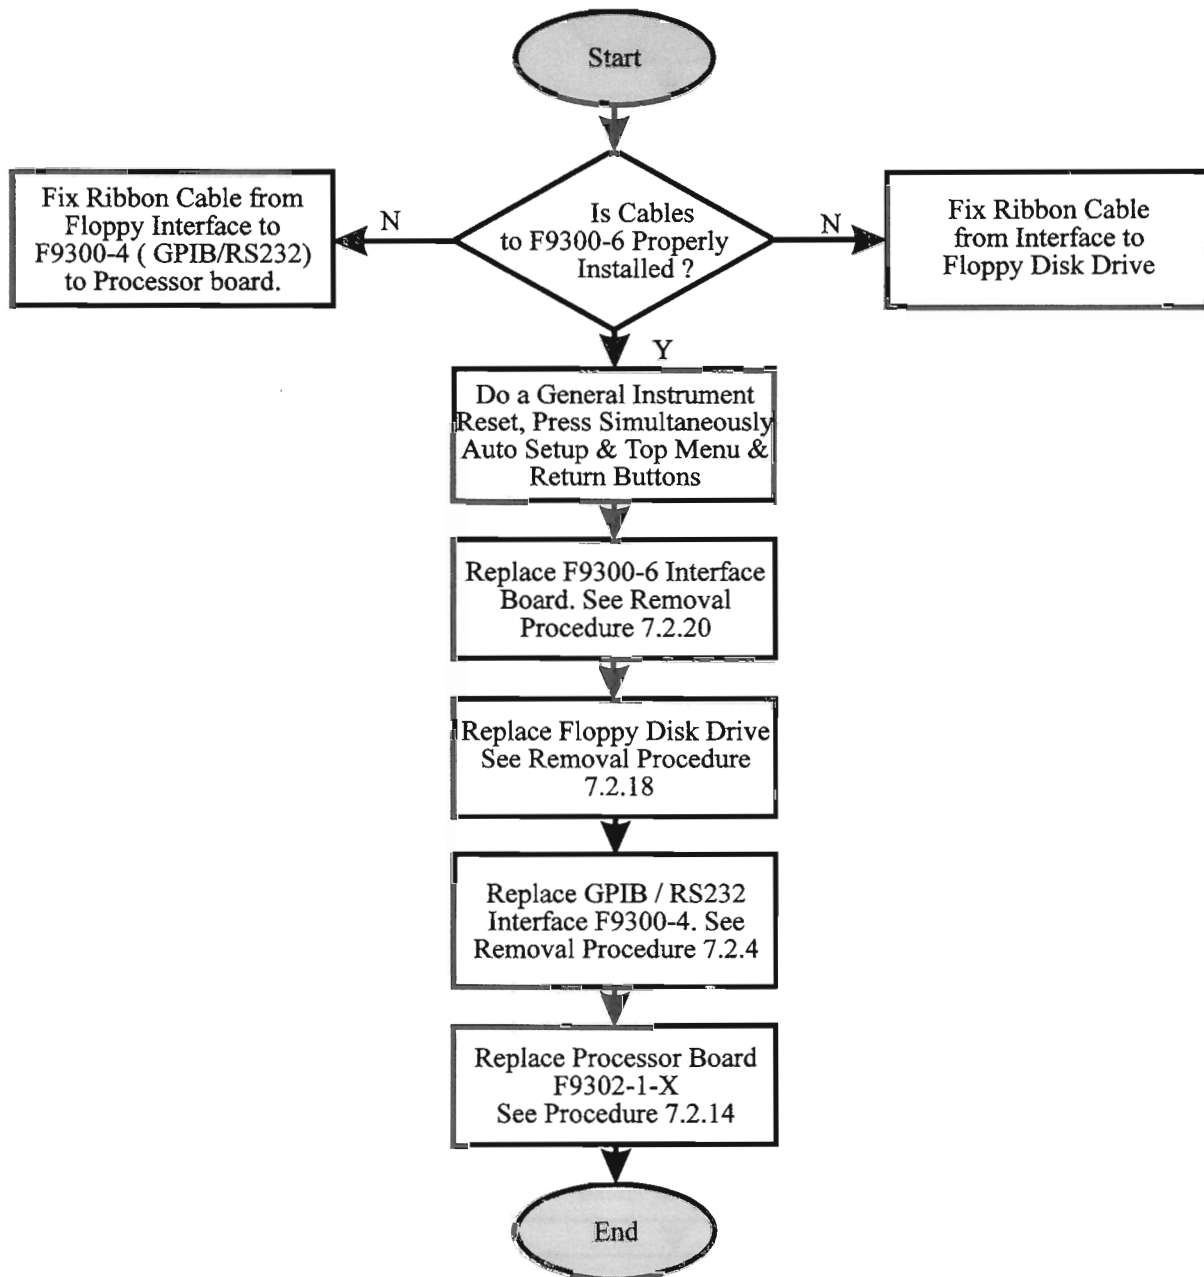 Start
Is Cables
to F9300-6 Properly
Installed ?
N
Fix Ribbon Cable from
Floppy Interface to
F9300-4 ( GPIB/RS232)
to Processor board.
N
Fix Ribbon Cable
from Interface to
Floppy Disk Drive
Y
Do a General Instrument
Reset, Press Simultaneously
Auto Setup & Top Menu &
Return Buttons
Replace F9300-6 Interface
Board. See Removal
Procedure 7.2.20
Replace Floppy Disk Drive
See Removal Procedure
7.2.18
Replace GPIB / RS232
Interface F9300-4. See
Removal Procedure 7.2.4
Replace Processor Board
F9302-1-X
See Procedure 7.2.14
End